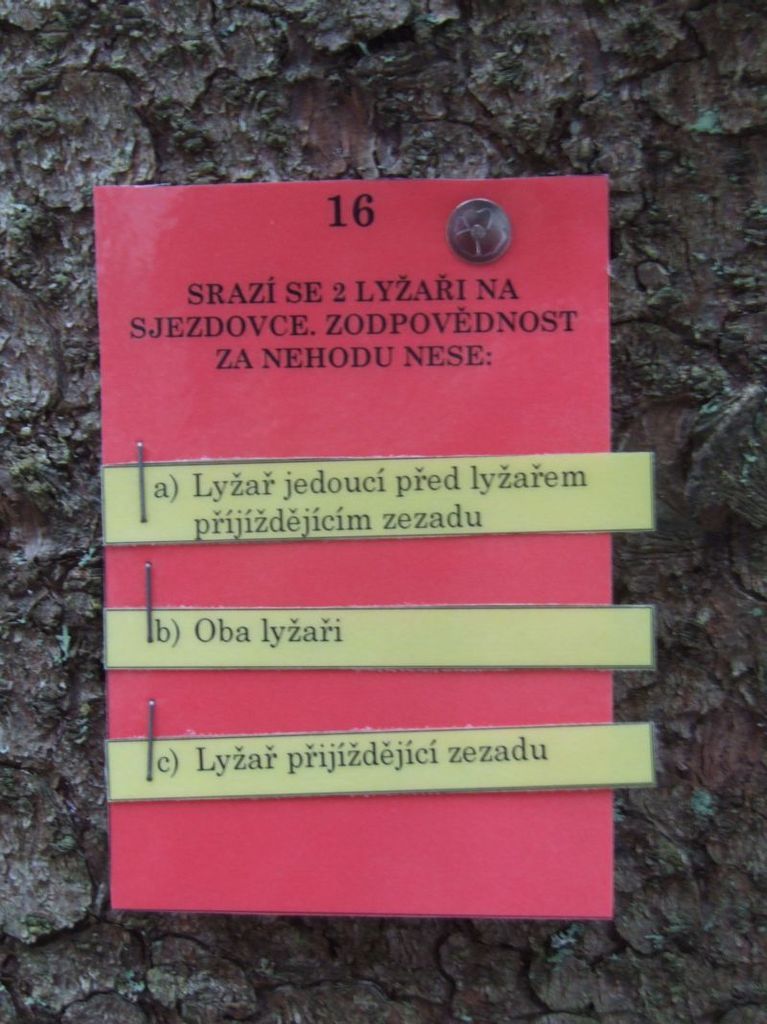 16
SRAZÍ SE 2 LYŽAŘI NA
SJEZDOVCE. ZODPOVĚDNOST
ZA NEHODU NESE:
a) Lyžař jedoucí před lyžařem
příjíždějícím zezadu
b) Oba lyžaři
c) Lyžař přijíždějící zezadu